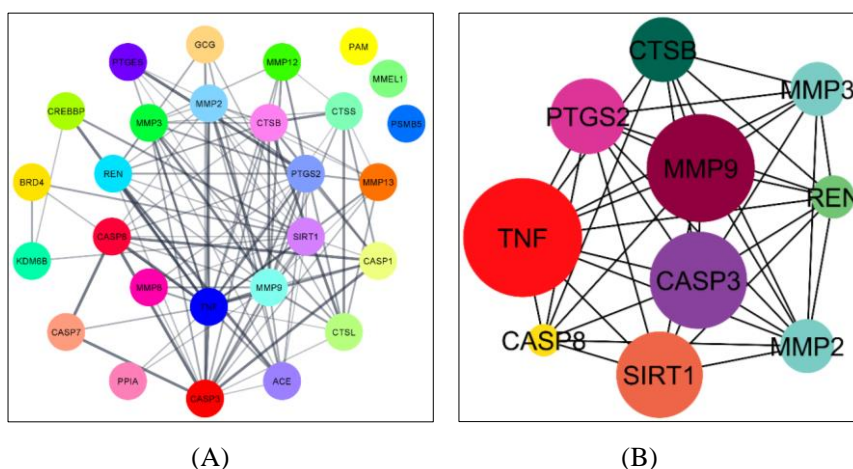 GCG
PAM
PTGES
MMP12
MMEL1
MMP2
CREBBP
MMP3
CTSB
CTSS
PSMB5
REN
PTGS2
BRD4
MMP13
CASP8
SIRT1
KDM6B
CASP1
MMP8
MMP9
TNF
CASP7
CTSL
PPIA
ACE
CASP3
CTSB
MMP3
PTGS2
MMP9
REN
TNF
CASP3
CASP8
MMP2
SIRT1
(A) (B)